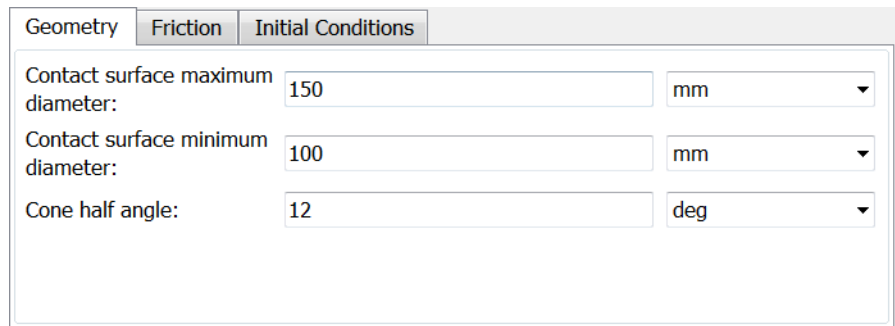 Geometry Friction Initial Conditions
Contact surface maximum
diameter: 150 mm
Contact surface minimum
diameter: 100 mm
Cone half angle: 12 deg